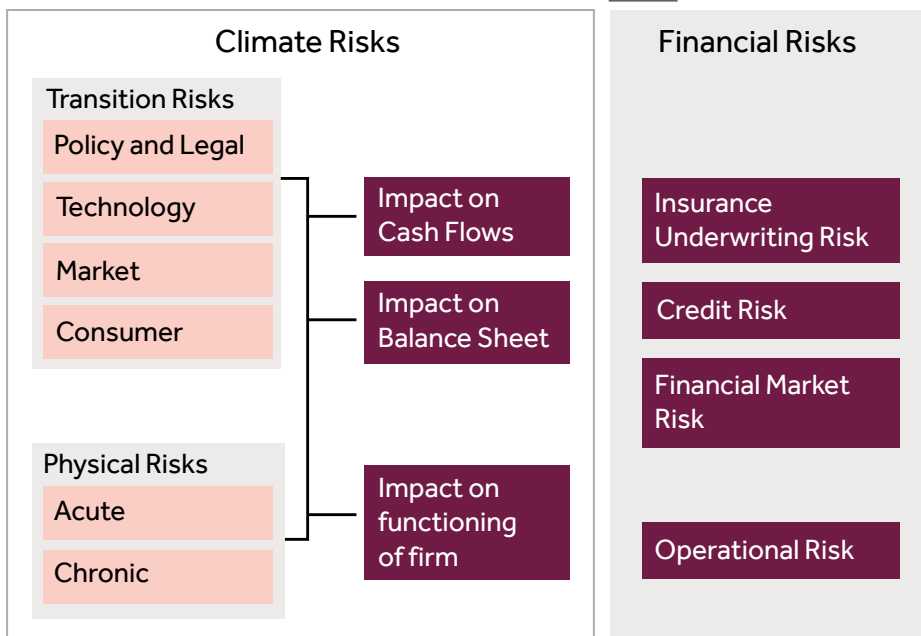 Climate Risks
Transition Risks
Policy and Legal
Technology
Market
Consumer
Physical Risks
Acute
Chronic
Impact on
Cash Flows
Impact on
Balance Sheet
Impact on
functioning
of firm
Financial Risks
Insurance
Underwriting Risk
Credit Risk
Financial Market
Risk
Operational Risk